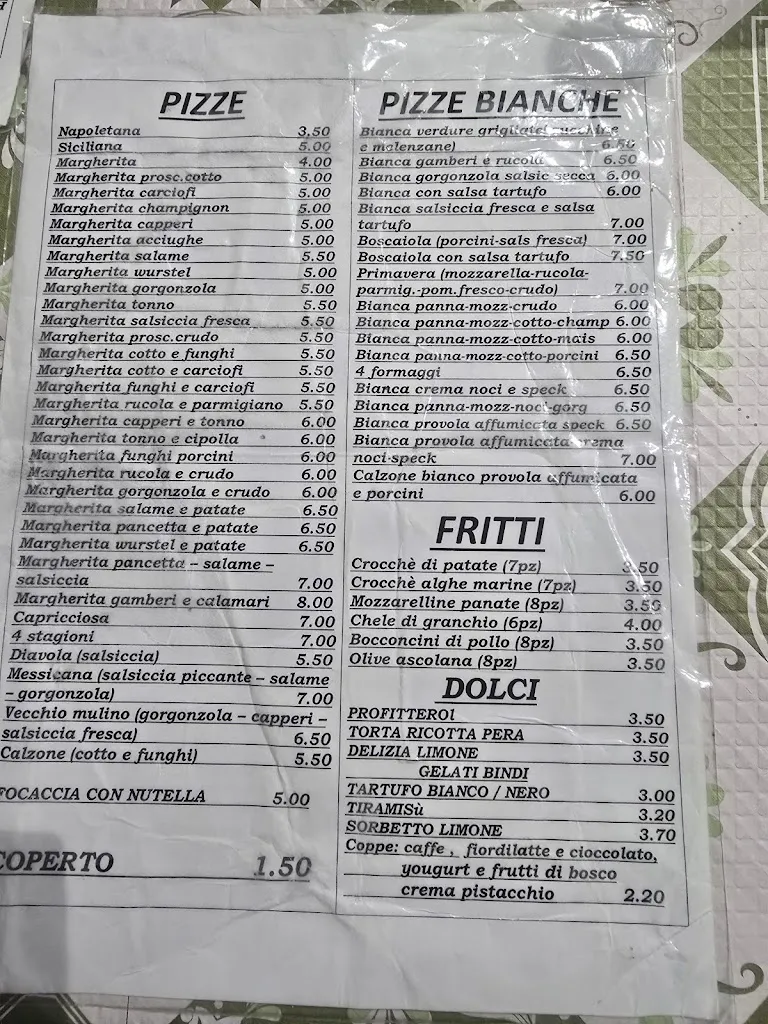 PIZZE
Napoletana 3.50
Siciliana 5.00
Margherita 4.00
Margherita prosc.cotto 5.00
Margherita carciofi 5.00
Margherita champignon 5.00
Margherita capperi 5.00
Margherita acciughe 5.00
Margherita salame 5.50
Margherita wurstel 5.00
Margherita gorgonzola 5.00
Margherita tonno 5.50
Margherita salsiccia fresca 5.50
Margherita prosc.crudo 5.50
Margherita cotto e funghi 5.50
Margherita cotto e carciofi 5.50
Margherita funghi e carciofi 5.50
Margherita rucola e parmigiano 5.50
Margherita capperi e tonno 6.00
Margherita tonno e cipolla 6.00
Margherita funghi porcini 6.00
Margherita rucola e crudo 6.00
Margherita gorgonzola e crudo 6.00
Margherita salame e patate 6.50
Margherita pancetta e patate 6.50
Margherita wurstel e patate 6.50
Margherita pancetta – salame –
salsiccia 7.00
Margherita gamberi e calamari 8.00
Capricciosa 7.00
4 stagioni 7.00
Diavola (salsiccia) 5.50
Messicana (salsiccia piccante – salame
– gorgonzola) 7.00
Vecchio mulino (gorgonzola – capperi –
salsiccia fresca) 6.50
Calzone (cotto e funghi) 5.50
FOCACCIA CON NUTELLA 5.00
COPERTO 1.50
PIZZE BIANCHE
Bianca verdure grigliate( zucchine
e melenzane) 6.50
Bianca gamberi e rucola 6.50
Bianca gorgonzola salsic secca 6.00
Bianca con salsa tartufo 6.00
Bianca salsiccia fresca e salsa
tartufo 7.00
Boscaiola (porcini-sals fresca) 7.00
Boscaiola con salsa tartufo 7.50
Primavera (mozzarella-rucola-
parmig.-pom.fresco-crudo) 7.00
Bianca panna-mozz-crudo 6.00
Bianca panna-mozz-cotto-champ 6.00
Bianca panna-mozz-cotto-mais 6.00
Bianca panna-mozz-cotto-porcini 6.50
4 formaggi 6.50
Bianca crema noci e speck 6.50
Bianca panna-mozz-noci-gorg 6.50
Bianca provola affumicata speck 6.50
Bianca provola affumicata crema
noci-speck 7.00
Calzone bianco provola affumicata
e porcini 6.00
FRITTI
Crocchè di patate (7pz) 3.50
Crocchè alghe marine (7pz) 3.50
Mozzarelline panate (8pz) 3.50
Chele di granchio (6pz) 4.00
Bocconcini di pollo (8pz) 3.50
Olive ascolana (8pz) 3.50
DOLCI
PROFITTEROl 3.50
TORTA RICOTTA PERA 3.50
DELIZIA LIMONE 3.50
GELATI BINDI
TARTUFO BIANCO / NERO 3.00
TIRAMISù 3.20
SORBETTO LIMONE 3.70
Coppe: caffe , fiordilatte e cioccolato,
yougurt e frutti di bosco
crema pistacchio 2.20